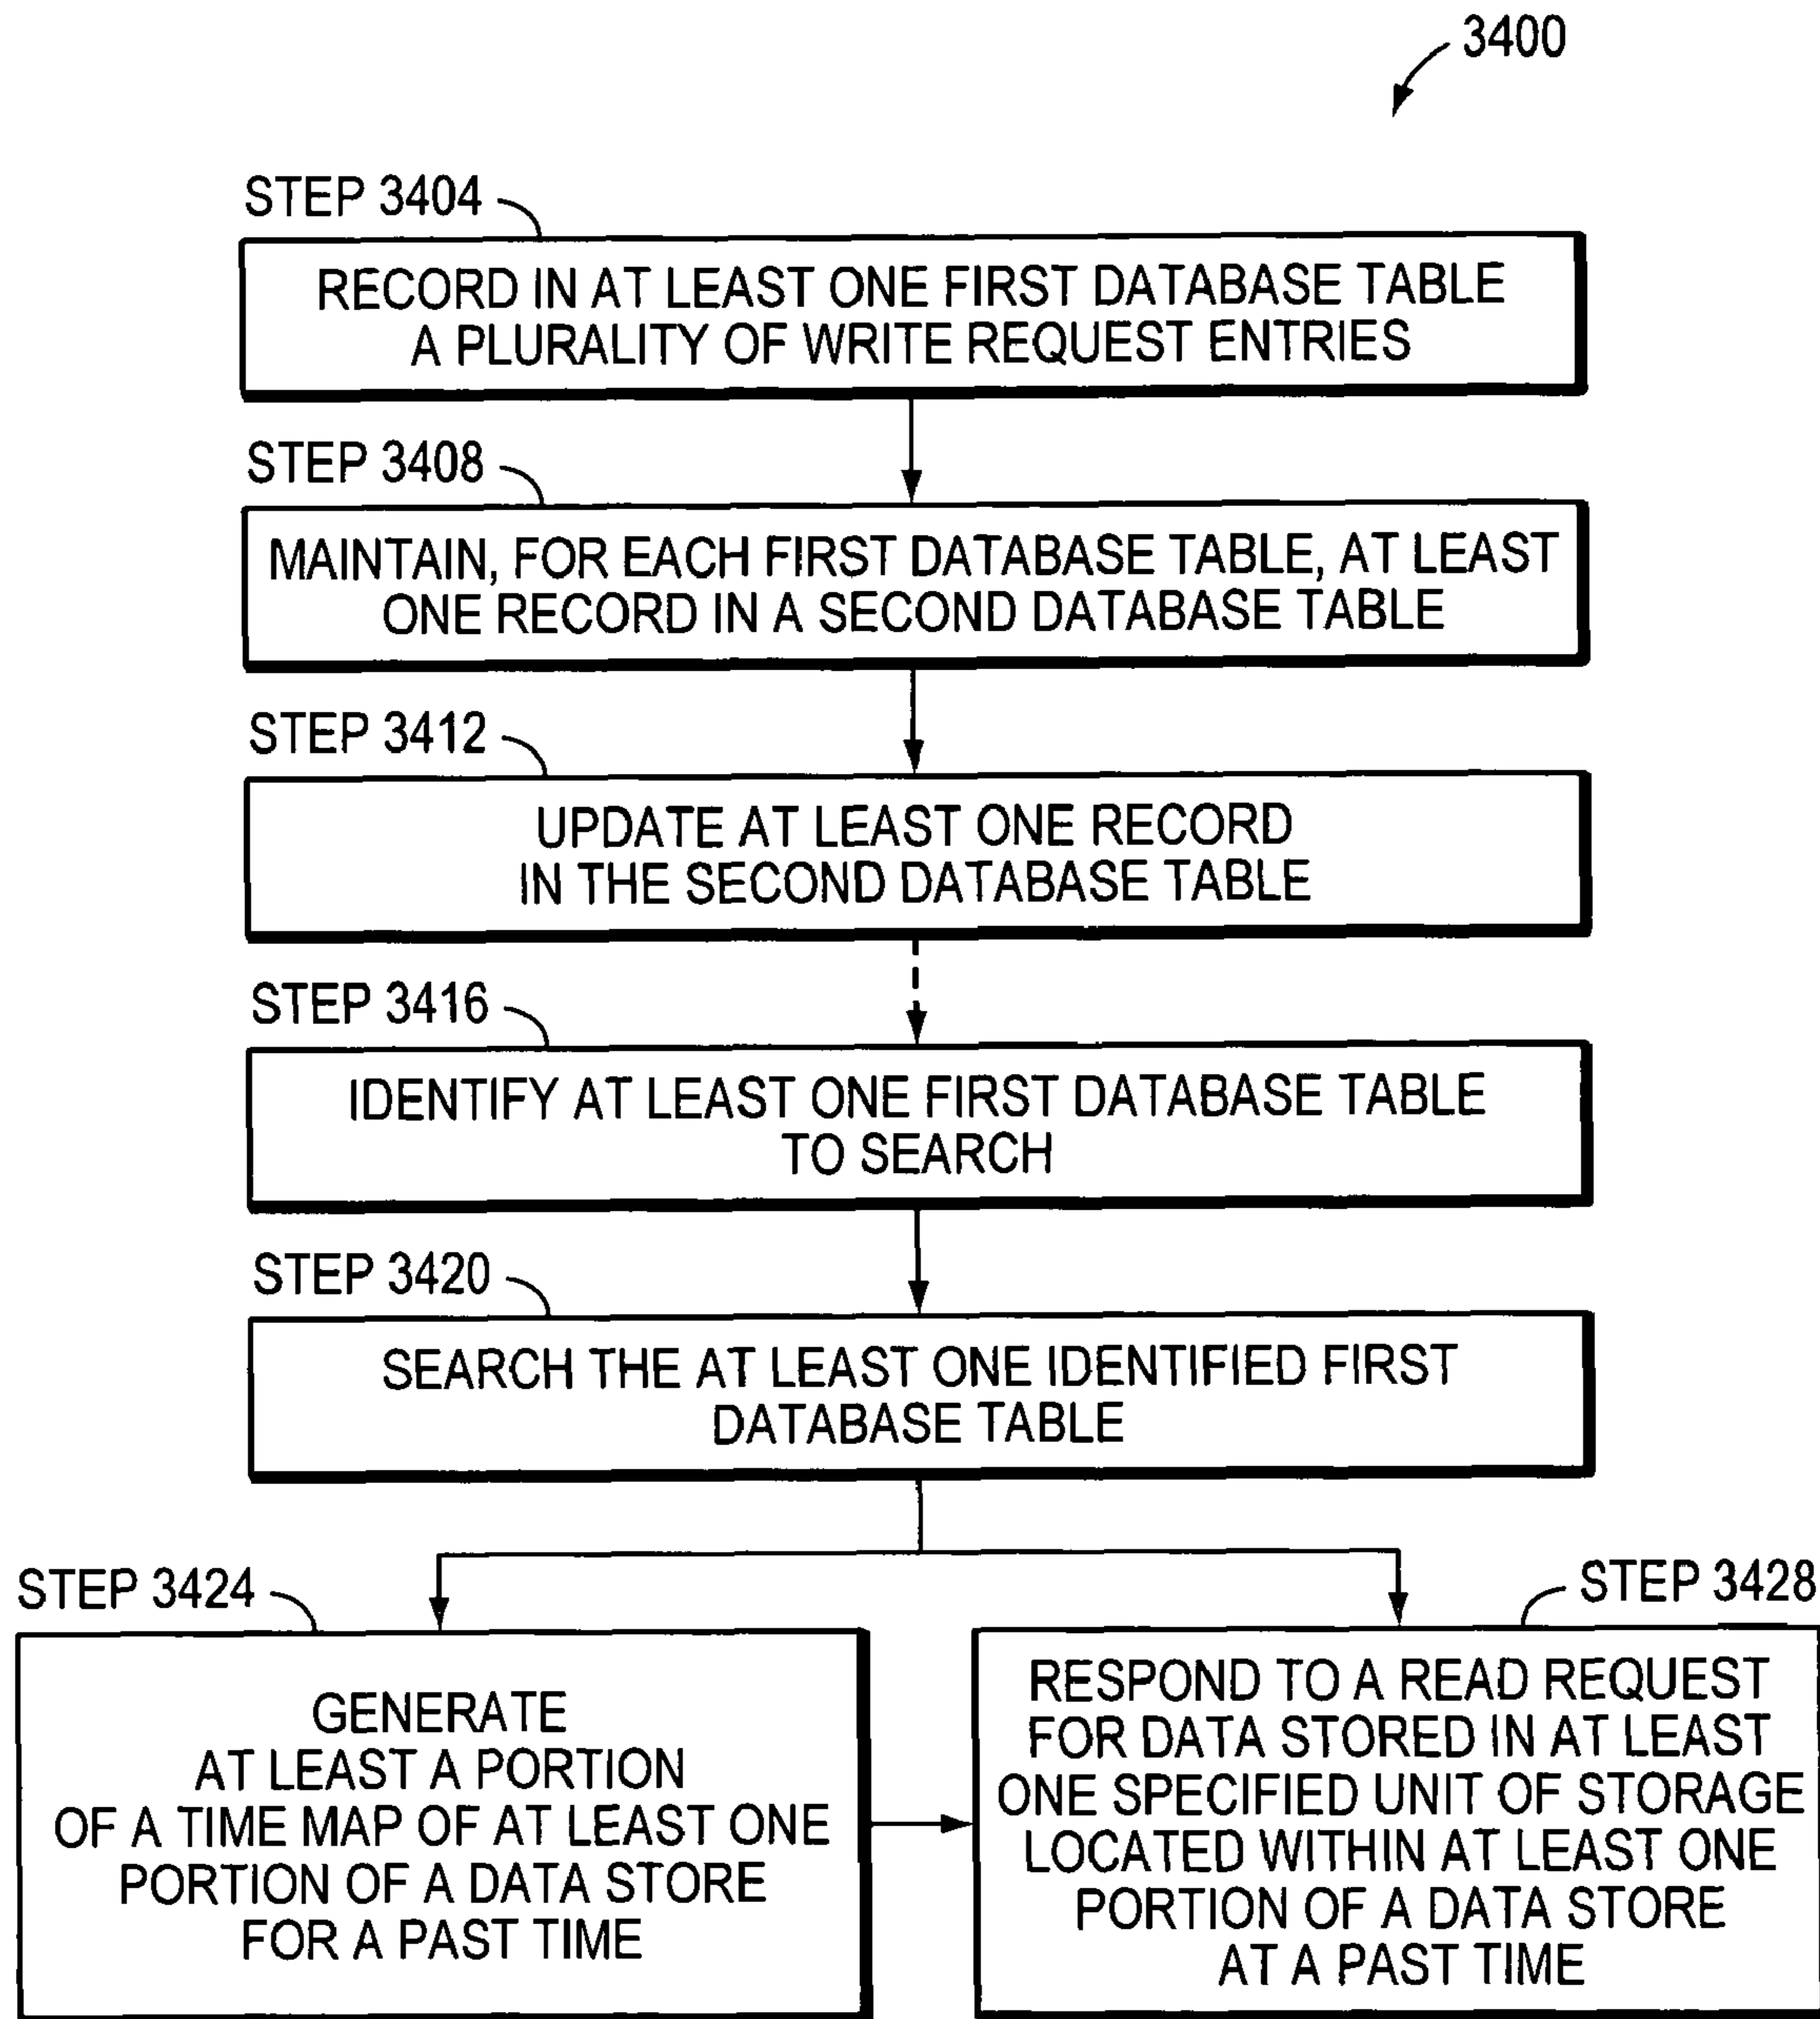 3400
STEP 3404
RECORD IN AT LEAST ONE FIRST DATABASE TABLE
A PLURALITY OF WRITE REQUEST ENTRIES
STEP 3408
MAINTAIN, FOR EACH FIRST DATABASE TABLE, AT LEAST
ONE RECORD IN A SECOND DATABASE TABLE
STEP 3412
UPDATE AT LEAST ONE RECORD
IN THE SECOND DATABASE TABLE
STEP 3416
IDENTIFY AT LEAST ONE FIRST DATABASE TABLE
TO SEARCH
STEP 3420
SEARCH THE AT LEAST ONE IDENTIFIED FIRST
DATABASE TABLE
STEP 3424
GENERATE
AT LEAST A PORTION
OF A TIME MAP OF AT LEAST ONE
PORTION OF A DATA STORE
FOR A PAST TIME
STEP 3428
RESPOND TO A READ REQUEST
FOR DATA STORED IN AT LEAST
ONE SPECIFIED UNIT OF STORAGE
LOCATED WITHIN AT LEAST ONE
PORTION OF A DATA STORE
AT A PAST TIME